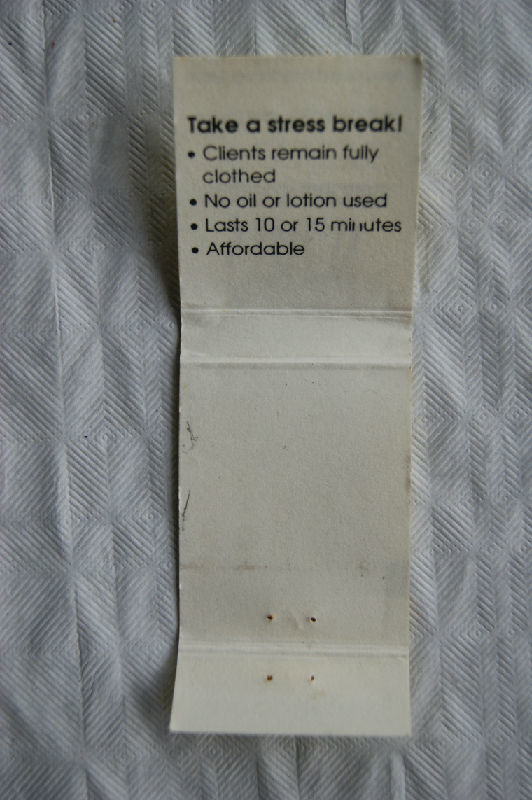 Take a stress break!
• Clients remain fully
clothed
• No oil or lotion used
• Lasts 10 or 15 minutes
• Affordable